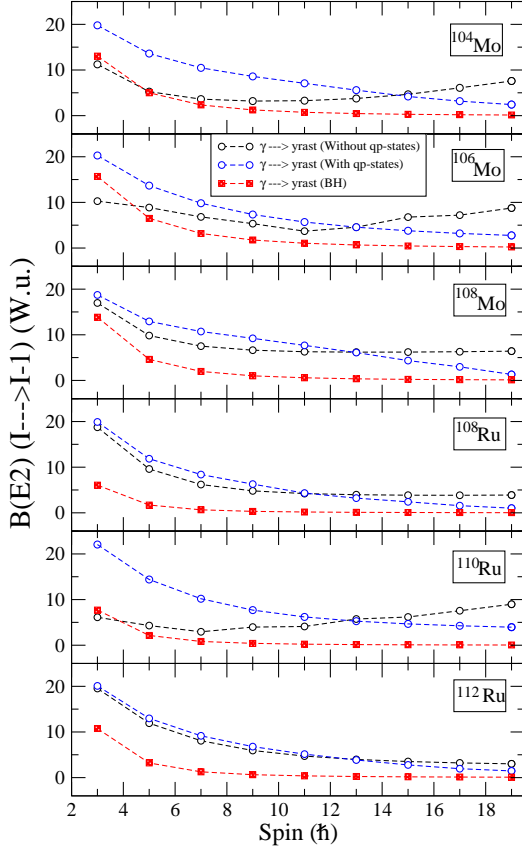 20
10
0
¹⁰⁴Mo
20
10
0
γ ---> yrast (Without qp-states)
γ ---> yrast (With qp-states)
γ ---> yrast (BH)
¹⁰⁶Mo
20
10
0
¹⁰⁸Mo
B(E2) (I--->I-1) (W.u.)
20
10
0
¹⁰⁸Ru
20
10
0
¹¹⁰Ru
20
10
0
¹¹²Ru
2 4 6 8 10 12 14 16 18
Spin (ħ)